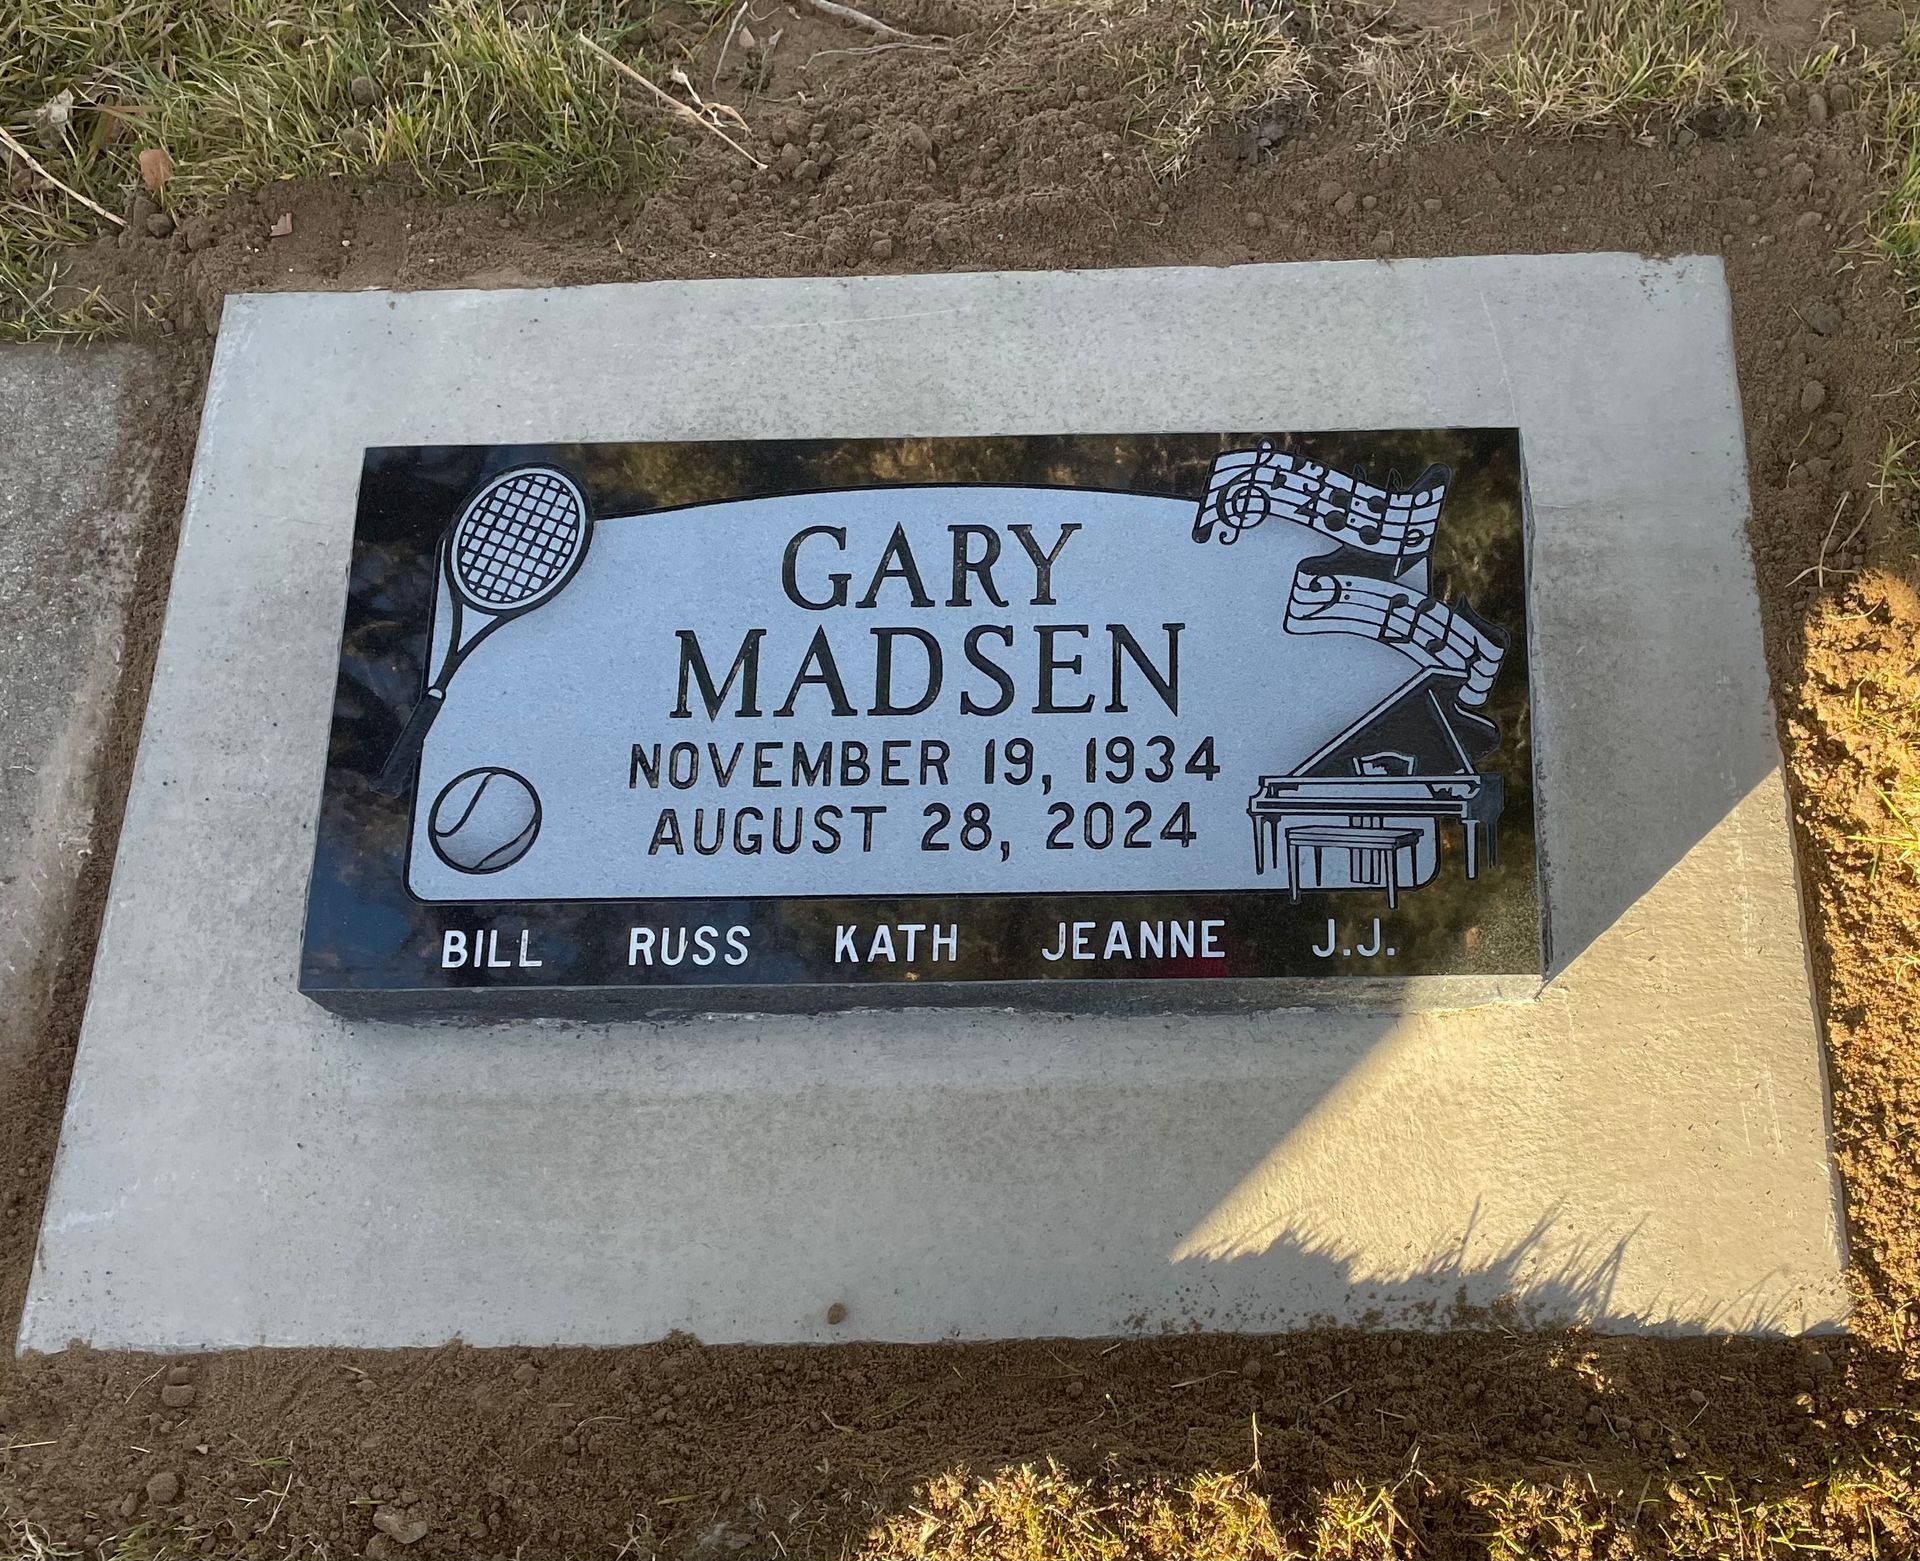 GARY
MADSEN
NOVEMBER 19, 1934
AUGUST 28, 2024
BILL RUSS KATH JEANNE J.J.